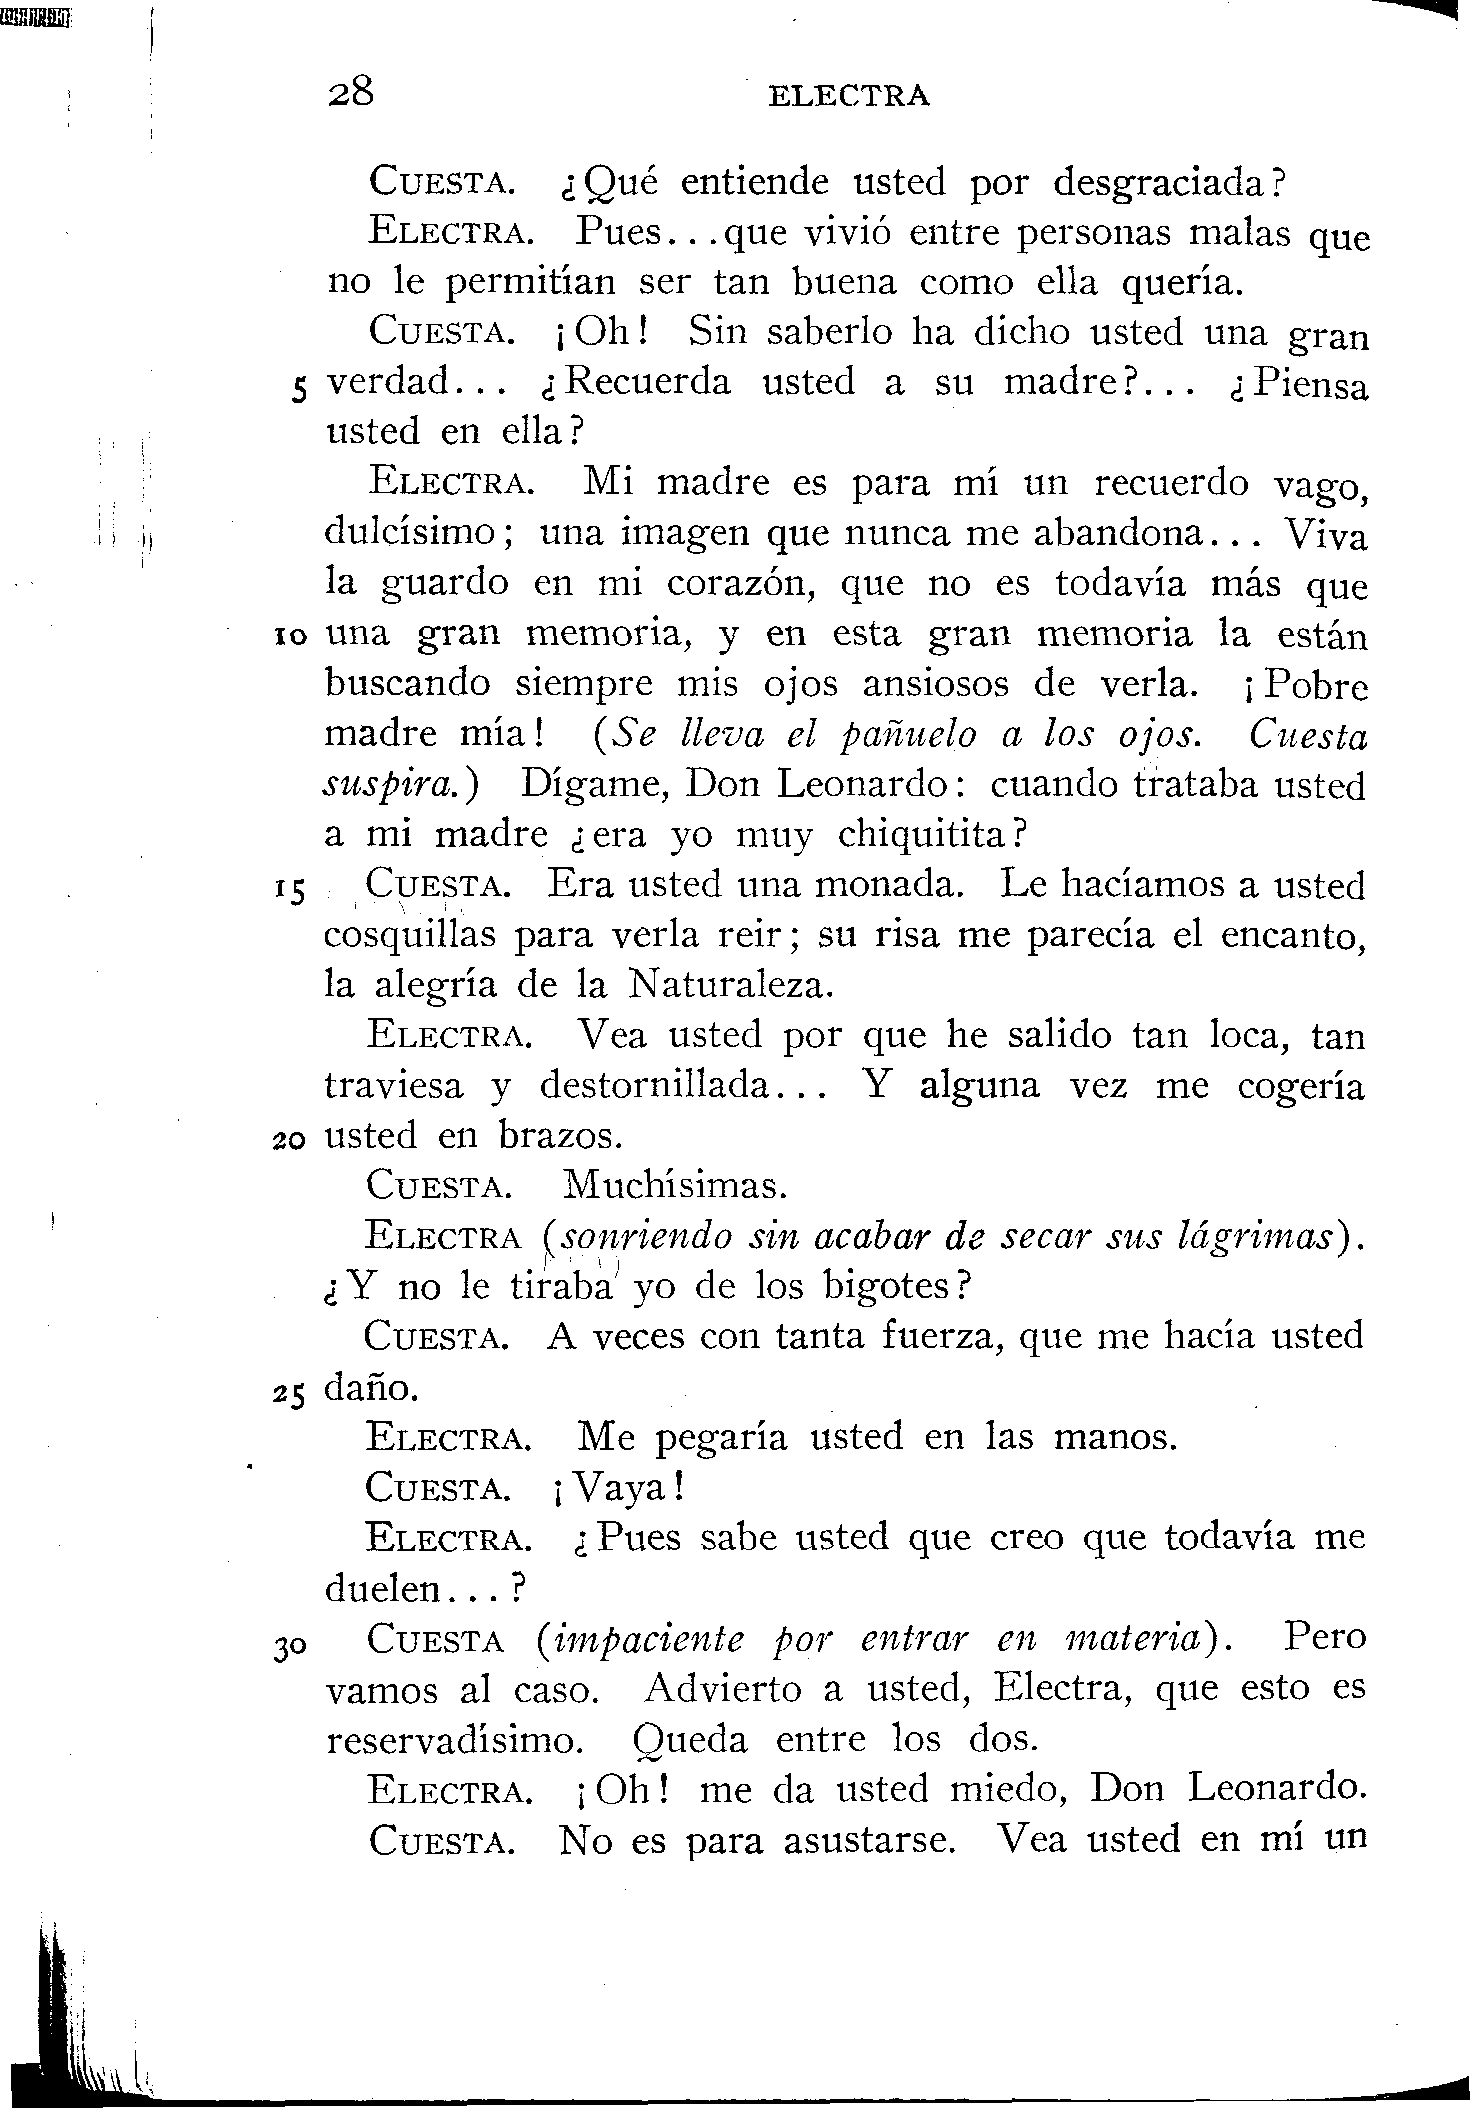 28 ELECTRA
CUESTA. ¿Qué entiende usted por desgraciada?
ELECTRA. Pues...que vivió entre personas malas que
no le permitían ser tan buena como ella quería.
CUESTA. ¡Oh! Sin saberlo ha dicho usted una gran
5 verdad... ¿Recuerda usted a su madre?... ¿Piensa
usted en ella?
ELECTRA. Mi madre es para mí un recuerdo vago,
dulcísimo; una imagen que nunca me abandona... Viva
la guardo en mi corazón, que no es todavía más que
10 una gran memoria, y en esta gran memoria la están
buscando siempre mis ojos ansiosos de verla. ¡Pobre
madre mía! (Se lleva el pañuelo a los ojos. Cuesta
suspira.) Dígame, Don Leonardo: cuando trataba usted
a mi madre ¿era yo muy chiquitita?
15 CUESTA. Era usted una monada. Le hacíamos a usted
cosquillas para verla reir; su risa me parecía el encanto,
la alegría de la Naturaleza.
ELECTRA. Vea usted por que he salido tan loca, tan
traviesa y destornillada... Y alguna vez me cogería
20 usted en brazos.
CUESTA. Muchísimas.
ELECTRA (sonriendo sin acabar de secar sus lágrimas).
¿Y no le tiraba yo de los bigotes?
CUESTA. A veces con tanta fuerza, que me hacía usted
25 daño.
ELECTRA. Me pegaría usted en las manos.
CUESTA. ¡Vaya!
ELECTRA. ¿Pues sabe usted que creo que todavía me
duelen...?
30 CUESTA (impaciente por entrar en materia). Pero
vamos al caso. Advierto a usted, Electra, que esto es
reservadísimo. Queda entre los dos.
ELECTRA. ¡Oh! me da usted miedo, Don Leonardo.
CUESTA. No es para asustarse. Vea usted en mí un